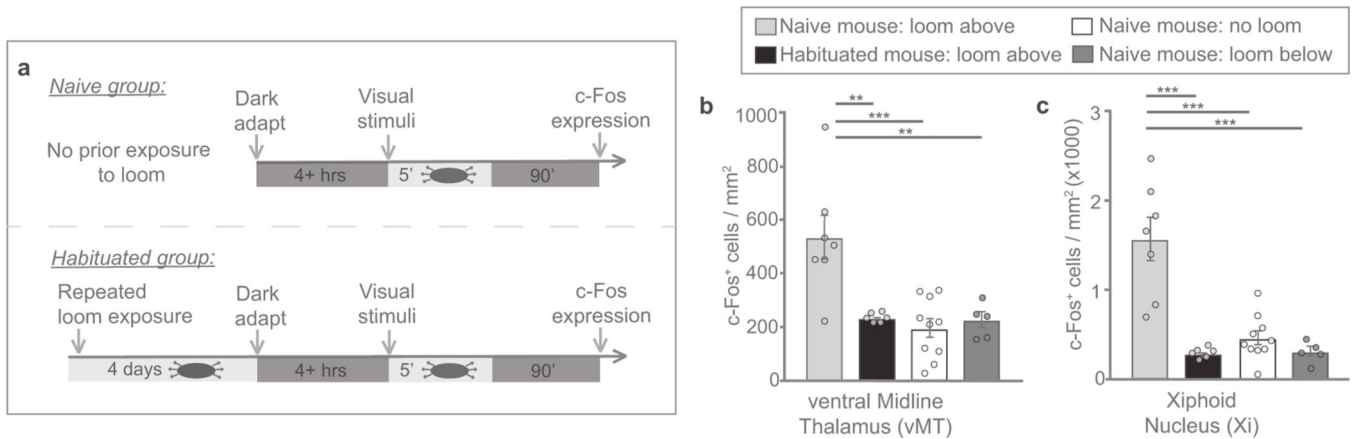 a
Naive group:
No prior exposure
to loom
Dark
adapt
Visual
stimuli
c-Fos
expression
4+ hrs
5'
90'
Habituated group:
Repeated
loom exposure
Dark
adapt
Visual
stimuli
c-Fos
expression
4 days
4+ hrs
5'
90'
Naive mouse: loom above
Naive mouse: no loom
Habituated mouse: loom above
Naive mouse: loom below
b
c-Fos⁺ cells / mm²
1000
800
600
400
200
0
**
***
**
ventral Midline
Thalamus (vMT)
c
c-Fos⁺ cells / mm² (x1000)
3
2
1
0
***
***
***
Xiphoid
Nucleus (Xi)